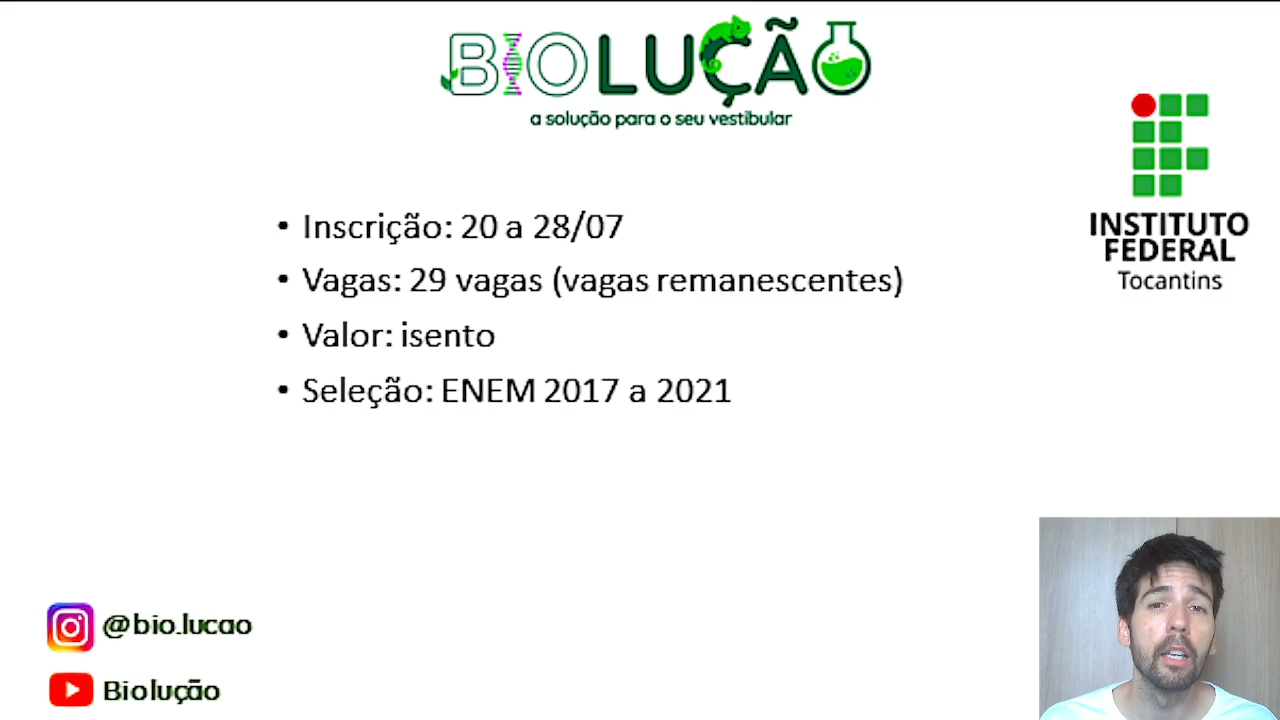 BIOLUÇÃO
a solução para o seu vestibular
INSTITUTO
FEDERAL
Tocantins
• Inscrição: 20 a 28/07
• Vagas: 29 vagas (vagas remanescentes)
• Valor: isento
• Seleção: ENEM 2017 a 2021
@bio.lucao
Biolução